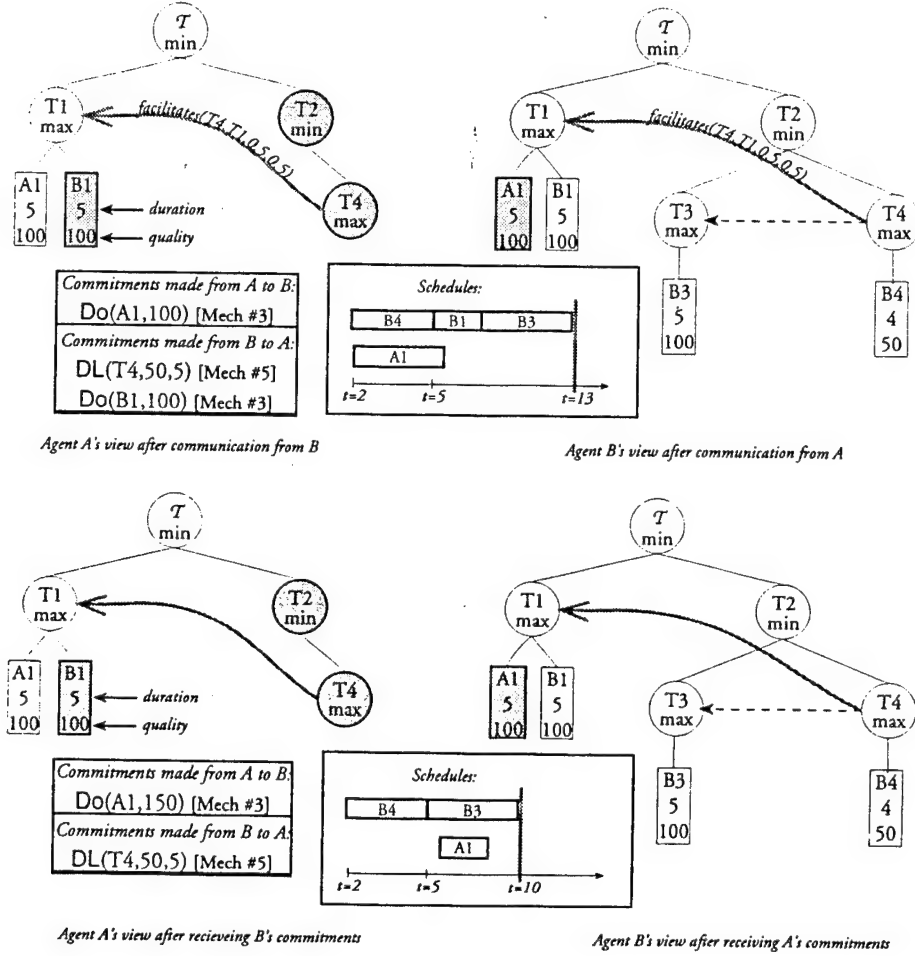 𝒯
min
T1
max
T2
min
facilitates(T4,T1,0.5,0.5)
A1
5
100
B1
5
100
duration
quality
T4
max
𝒯
min
T1
max
T2
min
facilitates(T4,T1,0.5,0.5)
A1
5
100
B1
5
100
T3
max
T4
max
B3
5
100
B4
4
50
Commitments made from A to B:
Do(A1,100) [Mech #3]
Commitments made from B to A:
DL(T4,50,5) [Mech #5]
Do(B1,100) [Mech #3]
Schedules:
B4 B1 B3
A1
t=2 t=5 t=13
Agent A's view after communication from B
Agent B's view after communication from A
𝒯
min
T1
max
T2
min
A1
5
100
B1
5
100
duration
quality
T4
max
𝒯
min
T1
max
T2
min
A1
5
100
B1
5
100
T3
max
T4
max
B3
5
100
B4
4
50
Commitments made from A to B:
Do(A1,150) [Mech #3]
Commitments made from B to A:
DL(T4,50,5) [Mech #5]
Schedules:
B4 B3
A1
t=2 t=5 t=10
Agent A's view after recieveing B's commitments
Agent B's view after receiving A's commitments